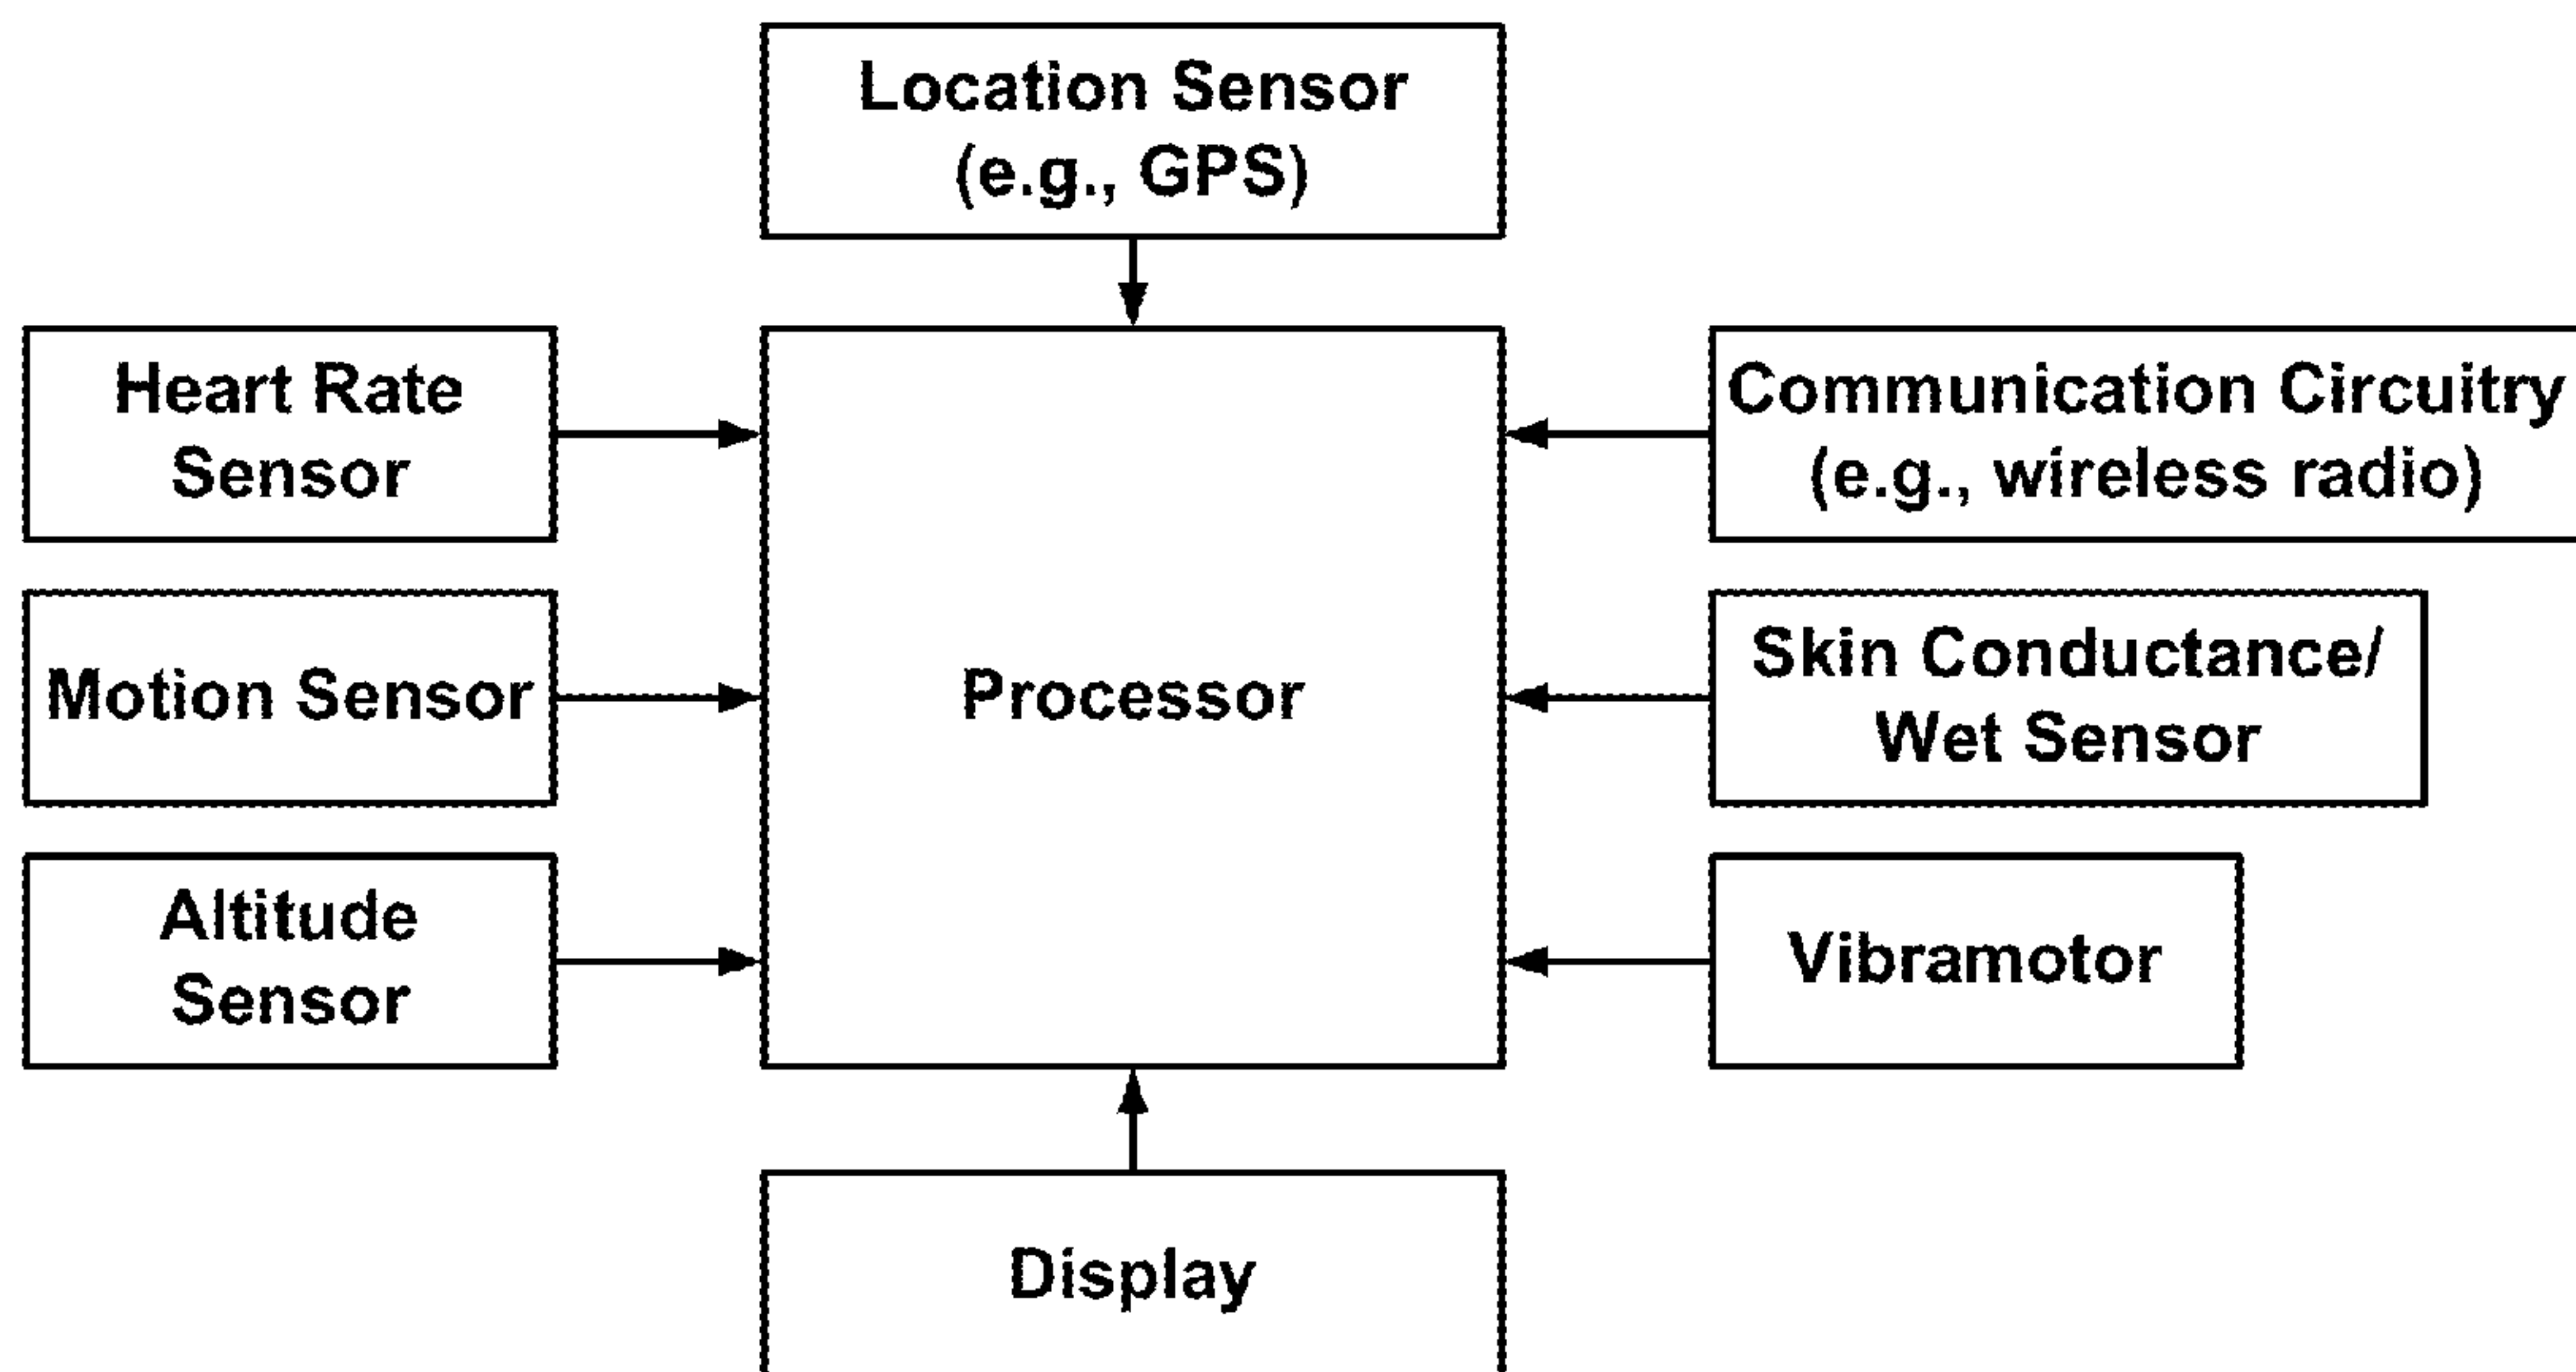 Location Sensor
(e.g., GPS)
Heart Rate
Sensor
Communication Circuitry
(e.g., wireless radio)
Motion Sensor
Processor
Skin Conductance/
Wet Sensor
Altitude
Sensor
Vibramotor
Display